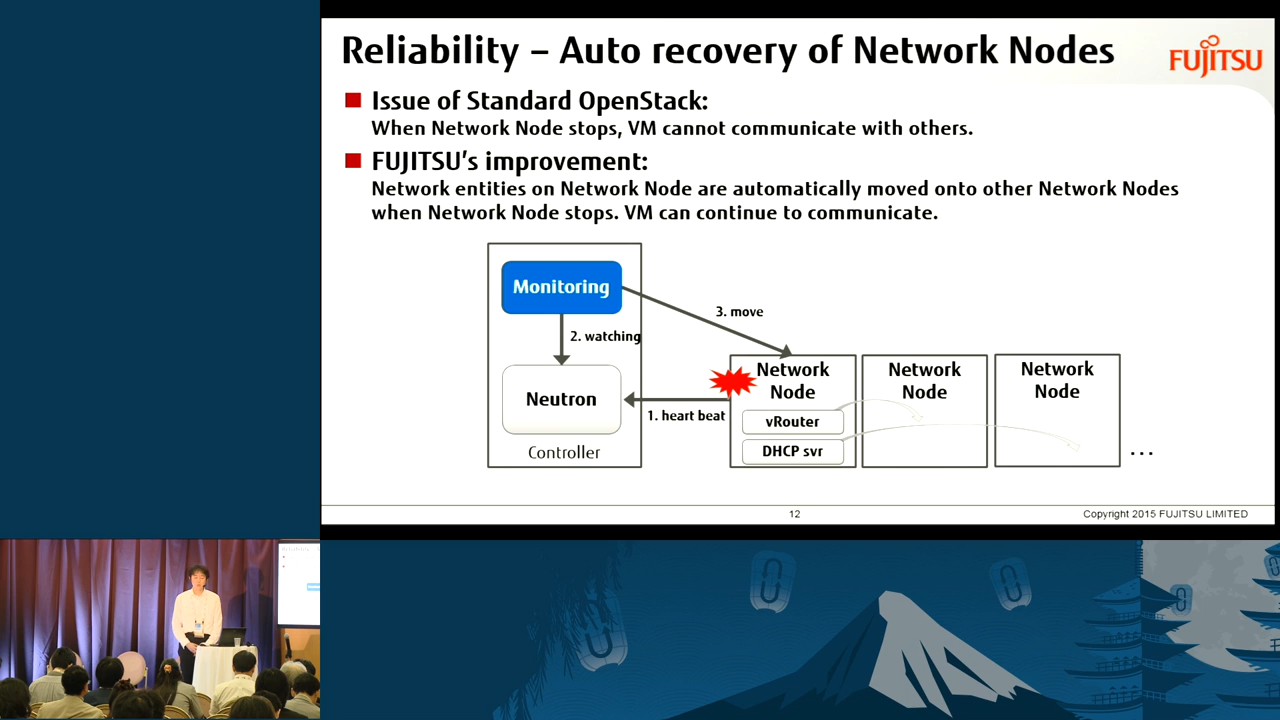 Reliability – Auto recovery of Network Nodes
FUJITSU
Issue of Standard OpenStack:
When Network Node stops, VM cannot communicate with others.
FUJITSU's improvement:
Network entities on Network Node are automatically moved onto other Network Nodes
when Network Node stops. VM can continue to communicate.
Monitoring
3. move
2. watching
Neutron
1. heart beat
Controller
Network
Node
vRouter
DHCP svr
Network
Node
Network
Node
...
12
Copyright 2015 FUJITSU LIMITED